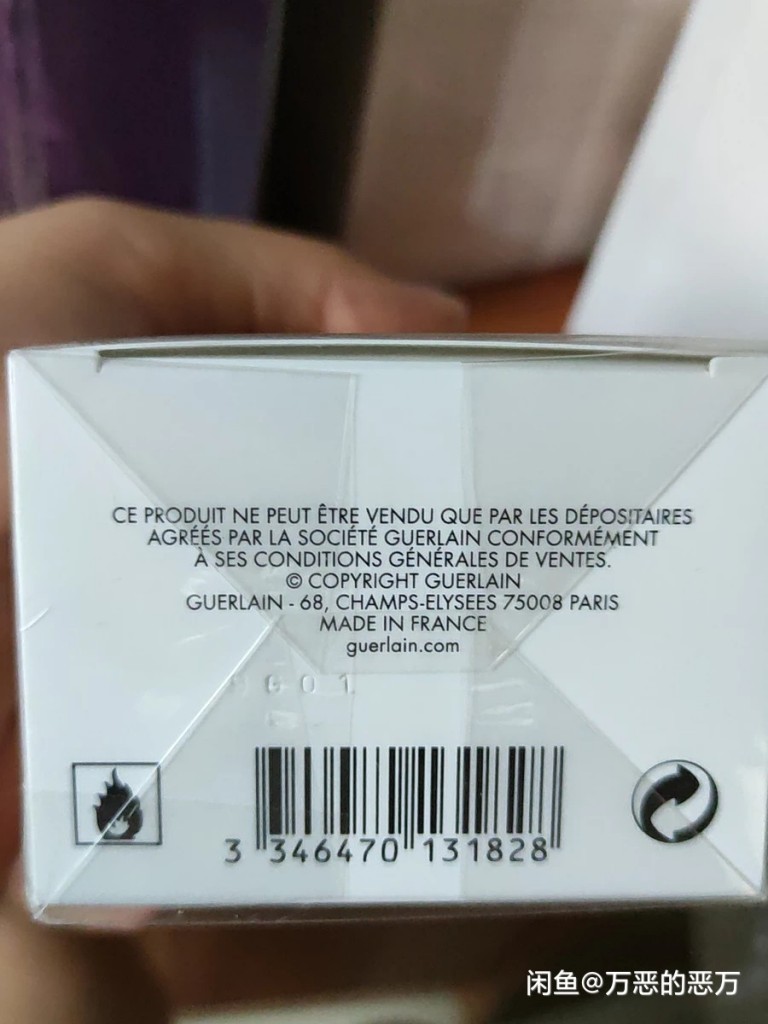 CE PRODUIT NE PEUT ÊTRE VENDU QUE PAR LES DÉPOSITAIRES
AGRÉÉS PAR LA SOCIÉTÉ GUERLAIN CONFORMÉMENT
À SES CONDITIONS GÉNÉRALES DE VENTES.
© COPYRIGHT GUERLAIN
GUERLAIN - 68, CHAMPS-ELYSEES 75008 PARIS
MADE IN FRANCE
guerlain.com
3 346470 131828
闲鱼@万恶的恶万